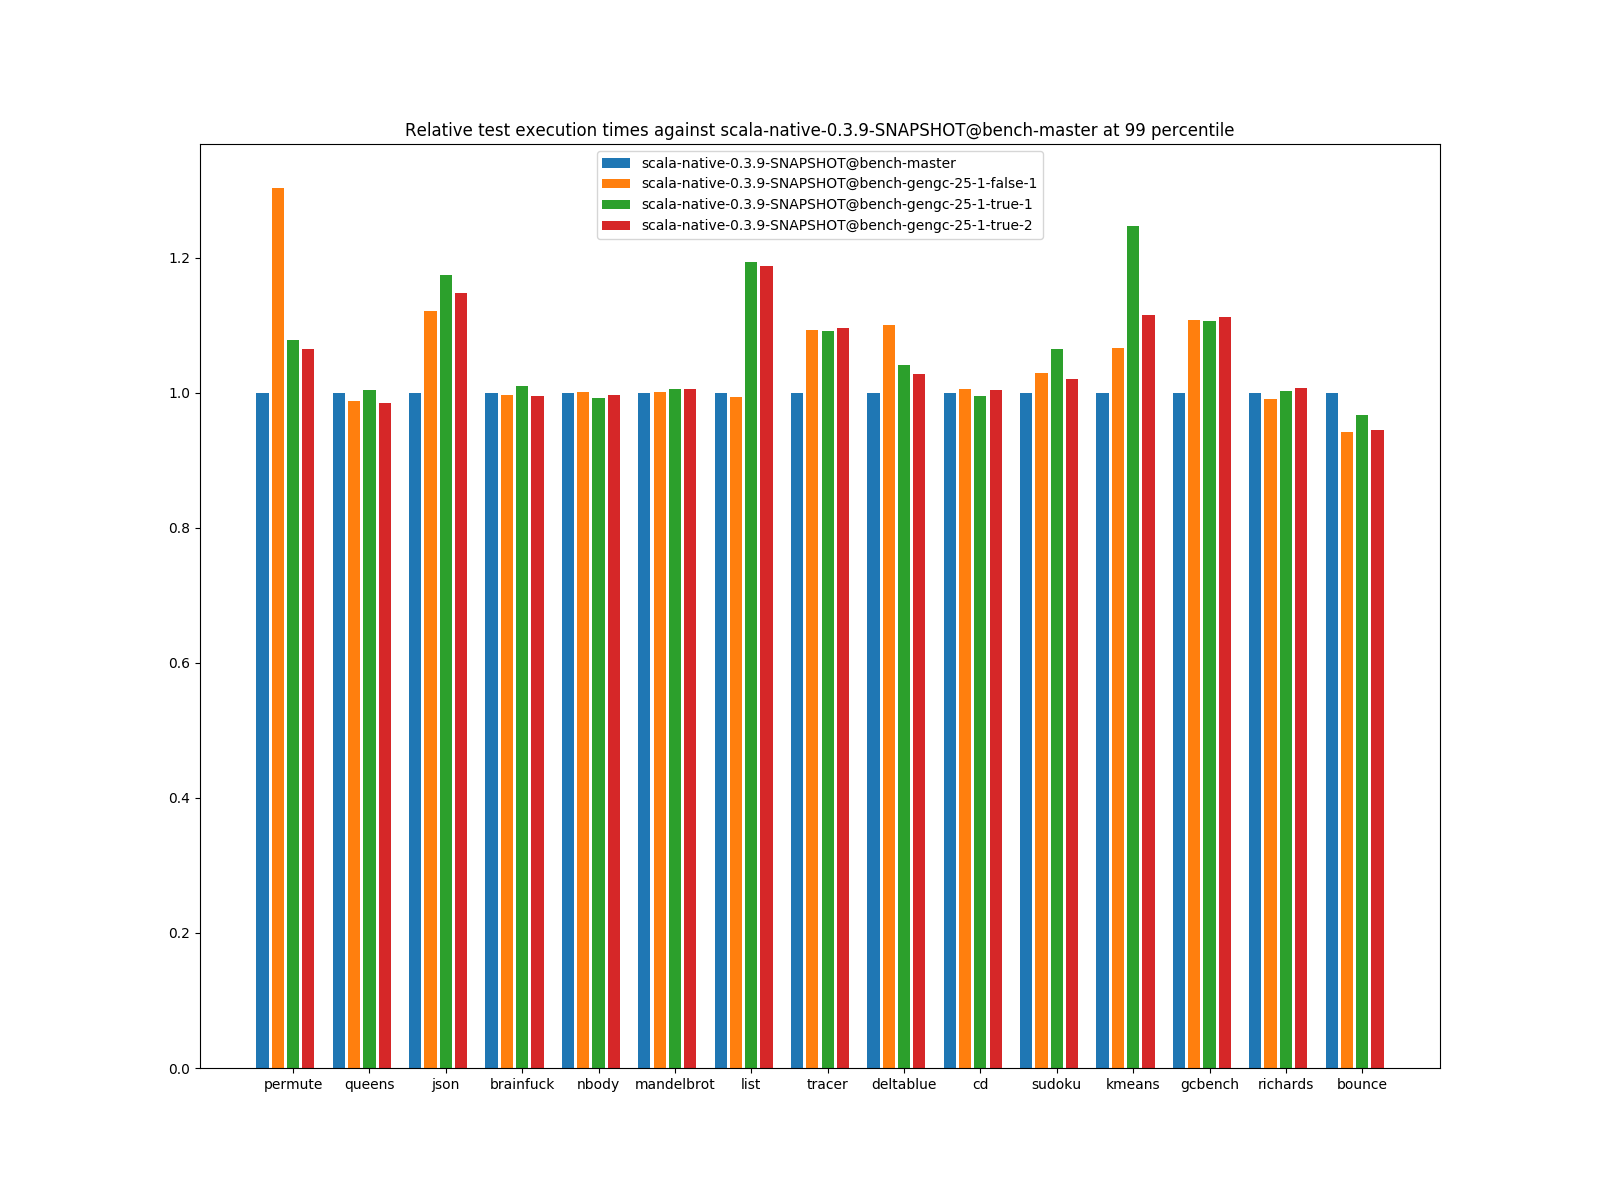 Relative test execution times against scala-native-0.3.9-SNAPSHOT@bench-master at 99 percentile
scala-native-0.3.9-SNAPSHOT@bench-master
scala-native-0.3.9-SNAPSHOT@bench-gengc-25-1-false-1
scala-native-0.3.9-SNAPSHOT@bench-gengc-25-1-true-1
scala-native-0.3.9-SNAPSHOT@bench-gengc-25-1-true-2
1.2
1.0
0.8
0.6
0.4
0.2
0.0
permute queens json brainfuck nbody mandelbrot list tracer deltablue cd sudoku kmeans gcbench richards bounce